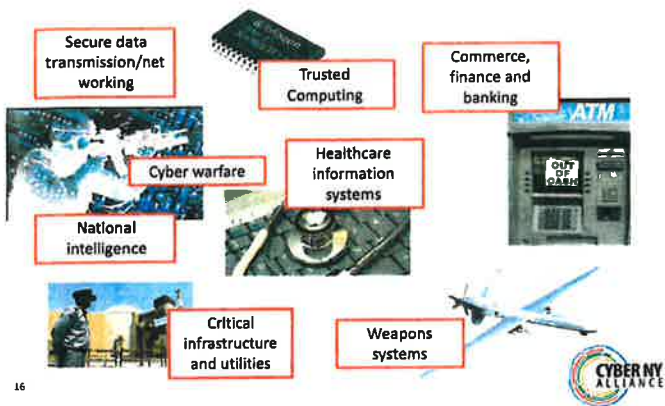 Secure data
transmission/net
working
Trusted
Computing
Commerce,
finance and
banking
ATM
OUT
OF
CASH
Cyber warfare
Healthcare
information
systems
National
intelligence
Critical
infrastructure
and utilities
Weapons
systems
16
CYBER NY
ALLIANCE